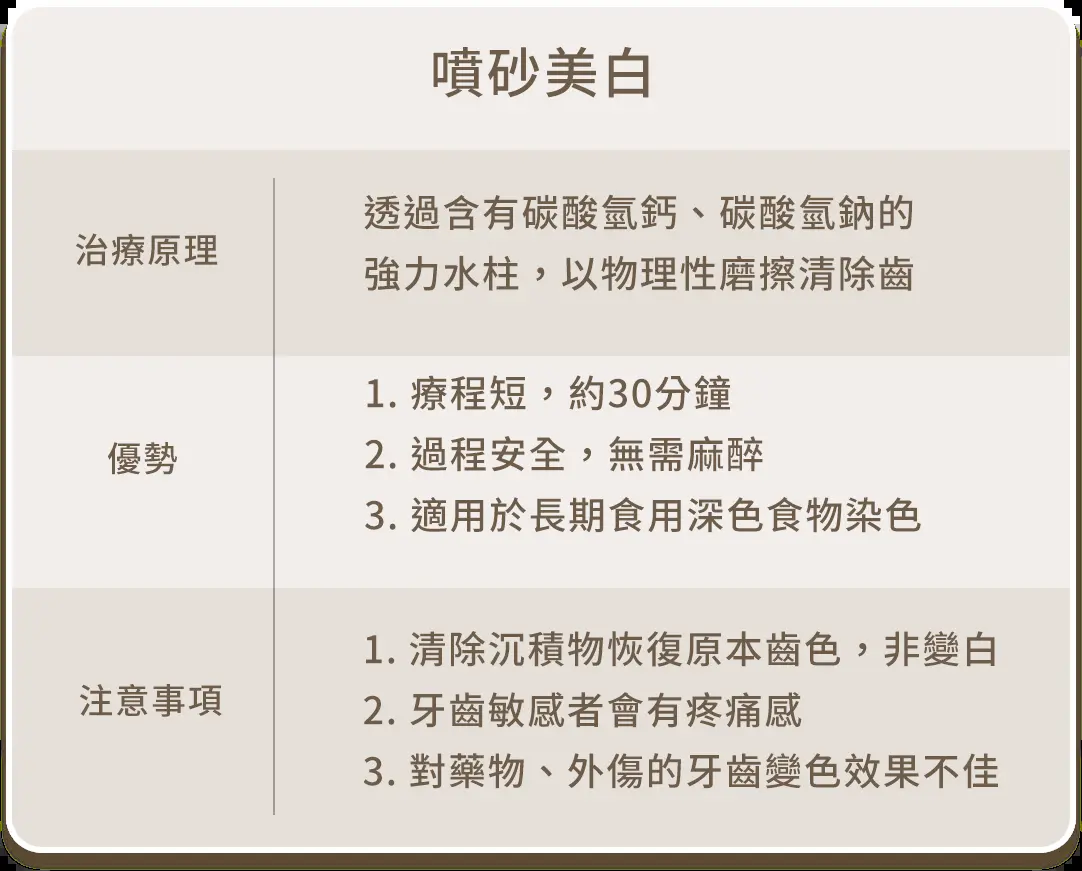 噴砂美白
治療原理
透過含有碳酸氫鈣、碳酸氫鈉的
強力水柱，以物理性磨擦清除齒
優勢
1. 療程短，約30分鐘
2. 過程安全，無需麻醉
3. 適用於長期食用深色食物染色
注意事項
1. 清除沉積物恢復原本齒色，非變白
2. 牙齒敏感者會有疼痛感
3. 對藥物、外傷的牙齒變色效果不佳